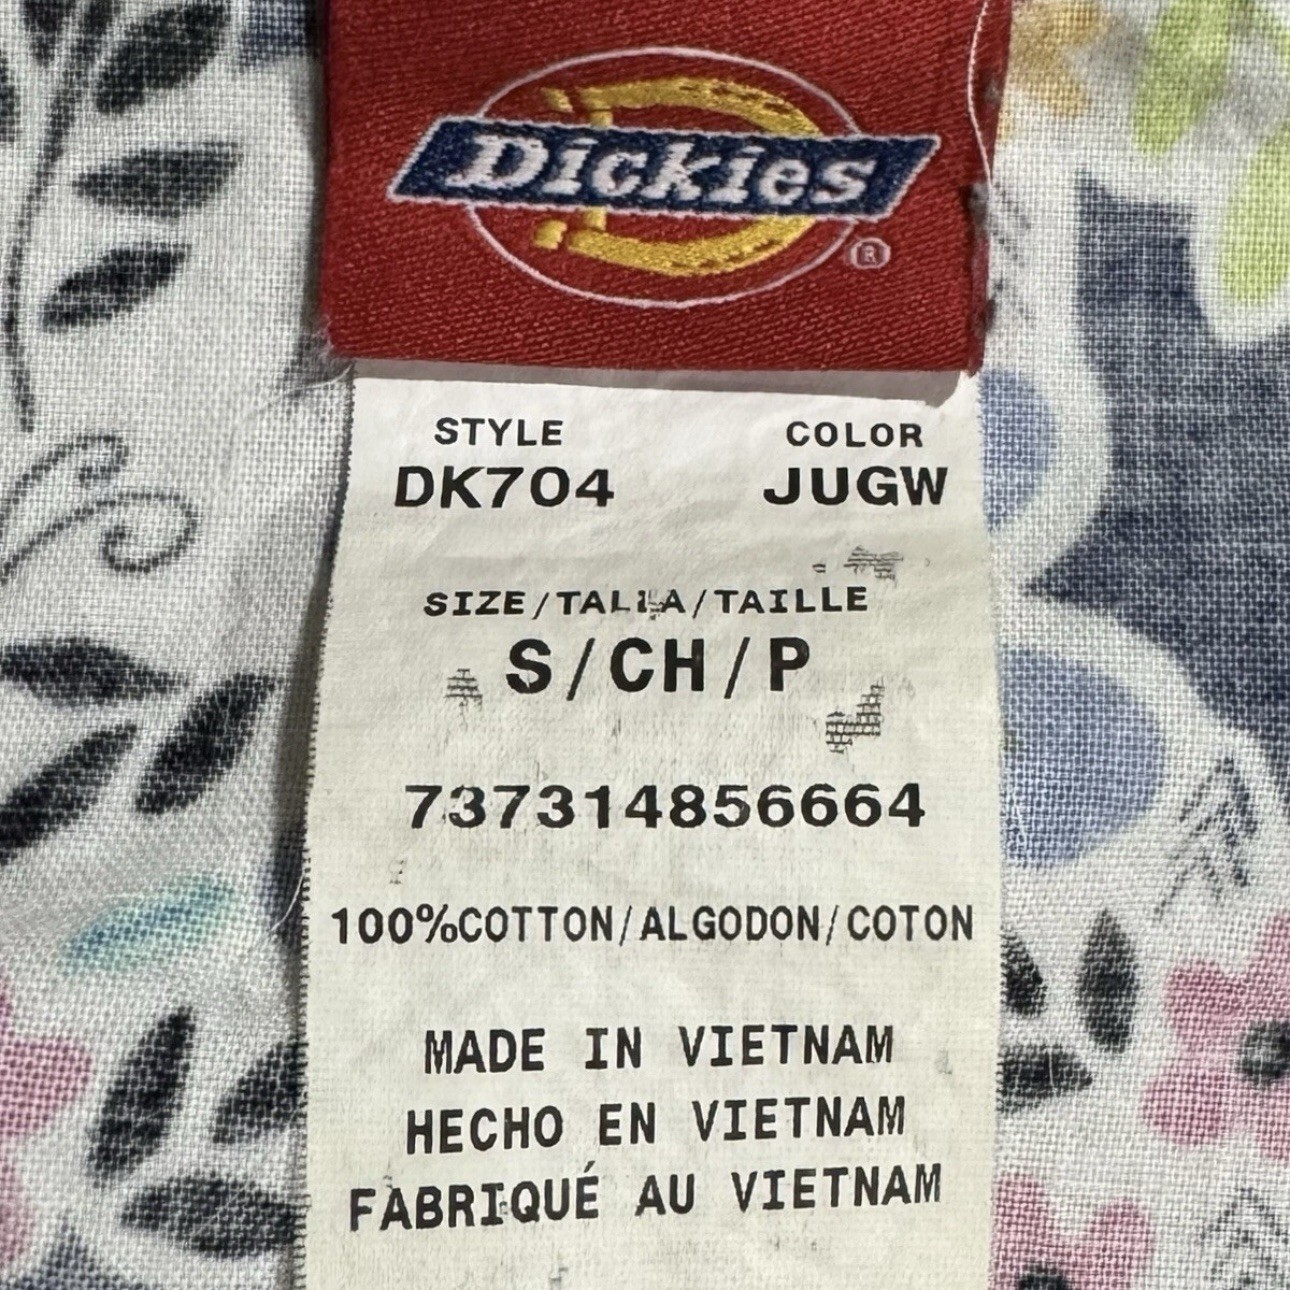 Dickies
®
STYLE COLOR
DK704 JUGW
SIZE/TALLA/TAILLE
S/CH/P
737314856664
100%COTTON/ALGODON/COTON
MADE IN VIETNAM
HECHO EN VIETNAM
FABRIQUÉ AU VIETNAM